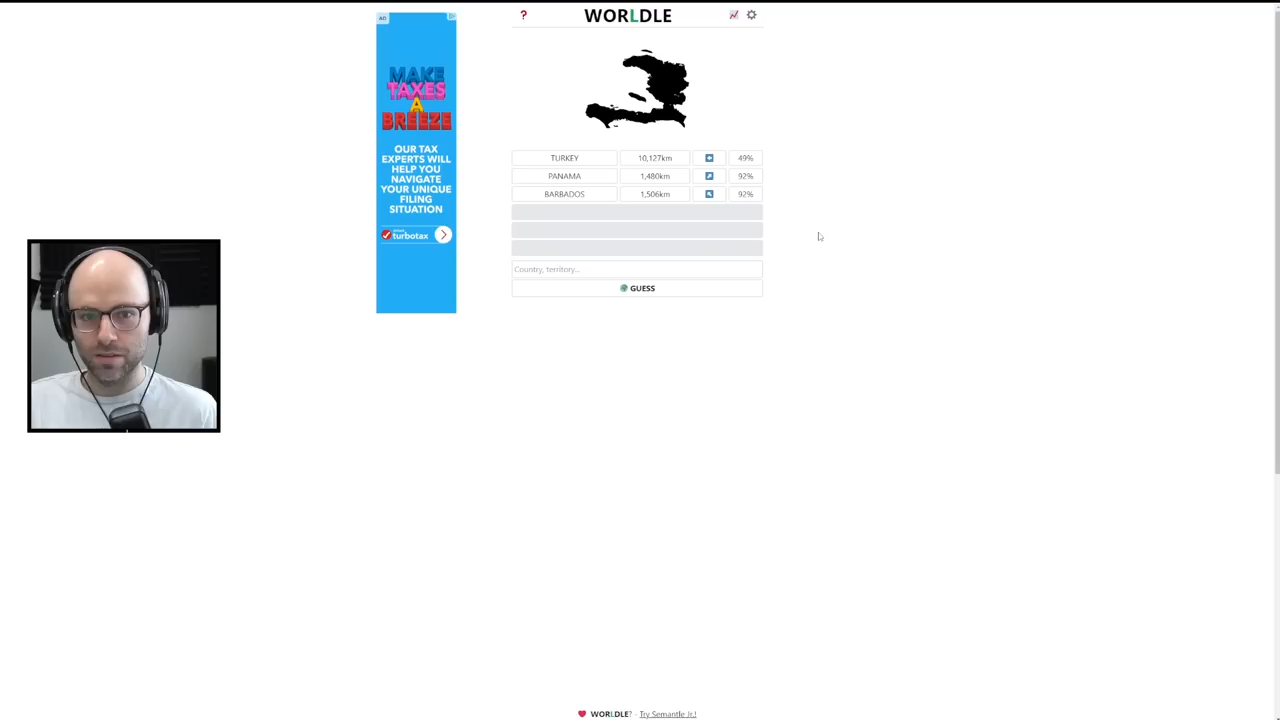 AD
MAKE
TAXES
A
BREEZE
OUR TAX
EXPERTS WILL
HELP YOU
NAVIGATE
YOUR UNIQUE
FILING
SITUATION
turbotax
? WORLDLE
TURKEY 10,127km 49%
PANAMA 1,480km 92%
BARBADOS 1,506km 92%
Country, territory...
GUESS
WORLDLE? - Try Semantle Jr.!